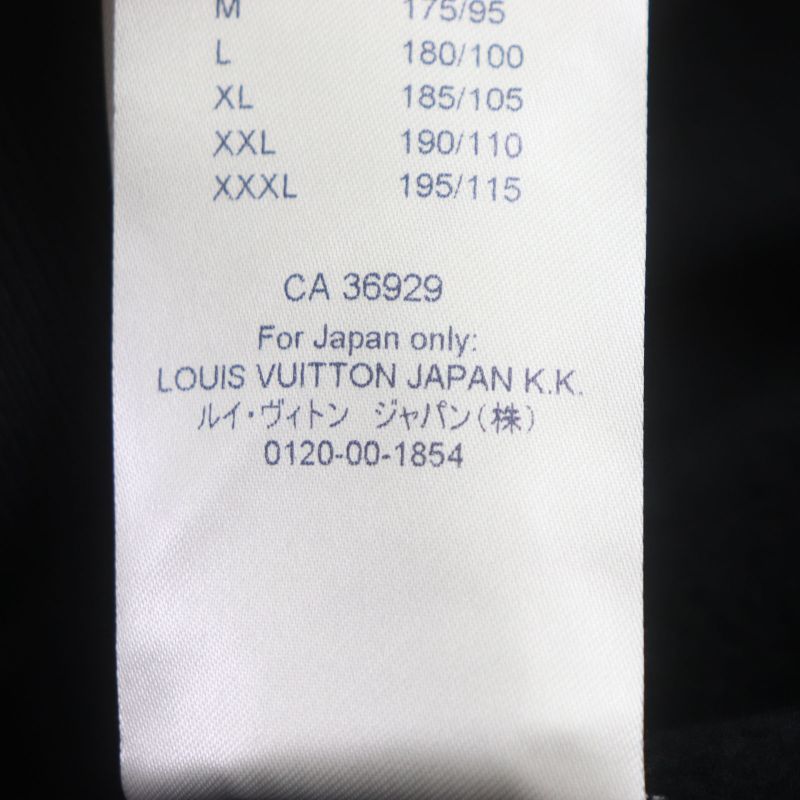 M 175/95
L 180/100
XL 185/105
XXL 190/110
XXXL 195/115
CA 36929
For Japan only:
LOUIS VUITTON JAPAN K.K.
ルイ・ヴィトン ジャパン(株)
0120-00-1854